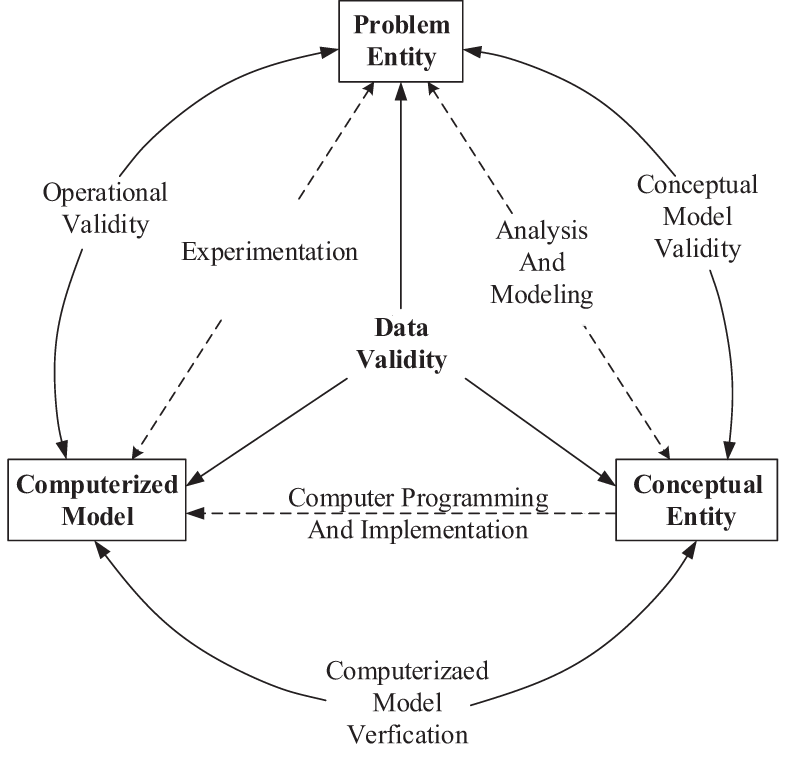 Problem
Entity
Operational
Validity
Conceptual
Model
Validity
Experimentation
Analysis
And
Modeling
Data
Validity
Computerized
Model
Computer Programming
And Implementation
Conceptual
Entity
Computerizaed
Model
Verfication